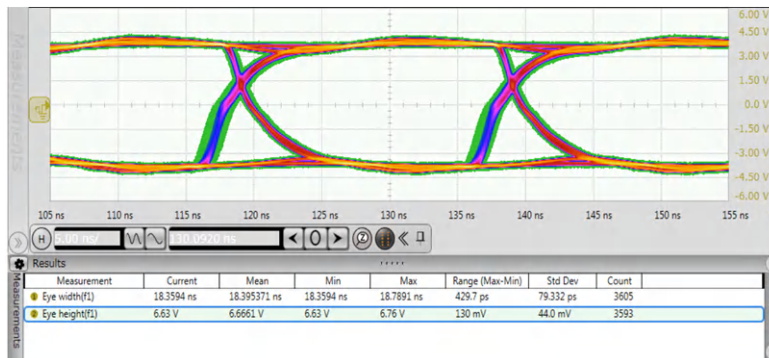 Measurements
6.00 V
4.50 V
3.00 V
1.50 V
0.0 V
-1.50 V
-3.00 V
-4.50 V
-6.00 V
105 ns 110 ns 115 ns 120 ns 125 ns 130 ns 135 ns 140 ns 145 ns 150 ns 155 ns
H 5.00 ns/ 130.0920 ns 0 Z
Results
Measurements
Measurement Current Mean Min Max Range (Max-Min) Std Dev Count
1 Eye width(f1) 18.3594 ns 18.395371 ns 18.3594 ns 18.7891 ns 429.7 ps 79.332 ps 3605
2 Eye height(f1) 6.63 V 6.6661 V 6.63 V 6.76 V 130 mV 44.0 mV 3593